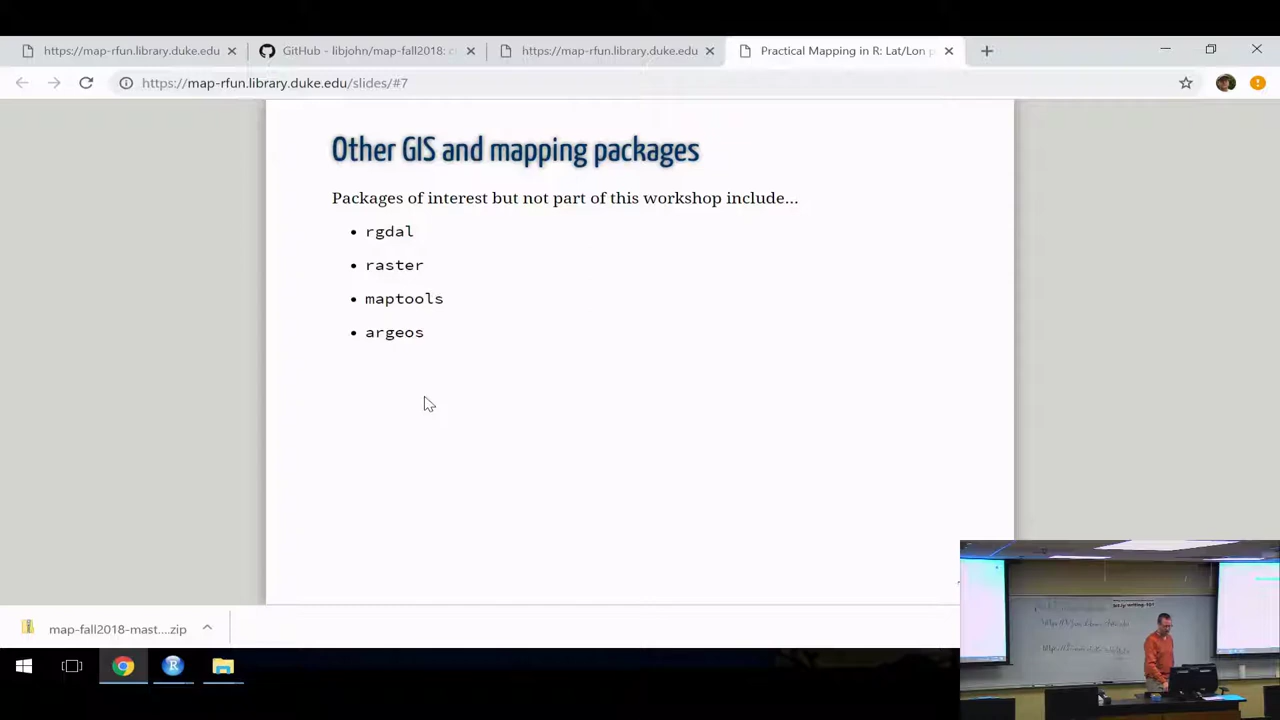 https://map-rfun.library.duke.edu
GitHub - libjohn/map-fall2018: c
https://map-rfun.library.duke.edu
Practical Mapping in R: Lat/Lon p
https://map-rfun.library.duke.edu/slides/#7
Other GIS and mapping packages
Packages of interest but not part of this workshop include...
• rgdal
• raster
• maptools
• argeos
map-fall2018-mast....zip